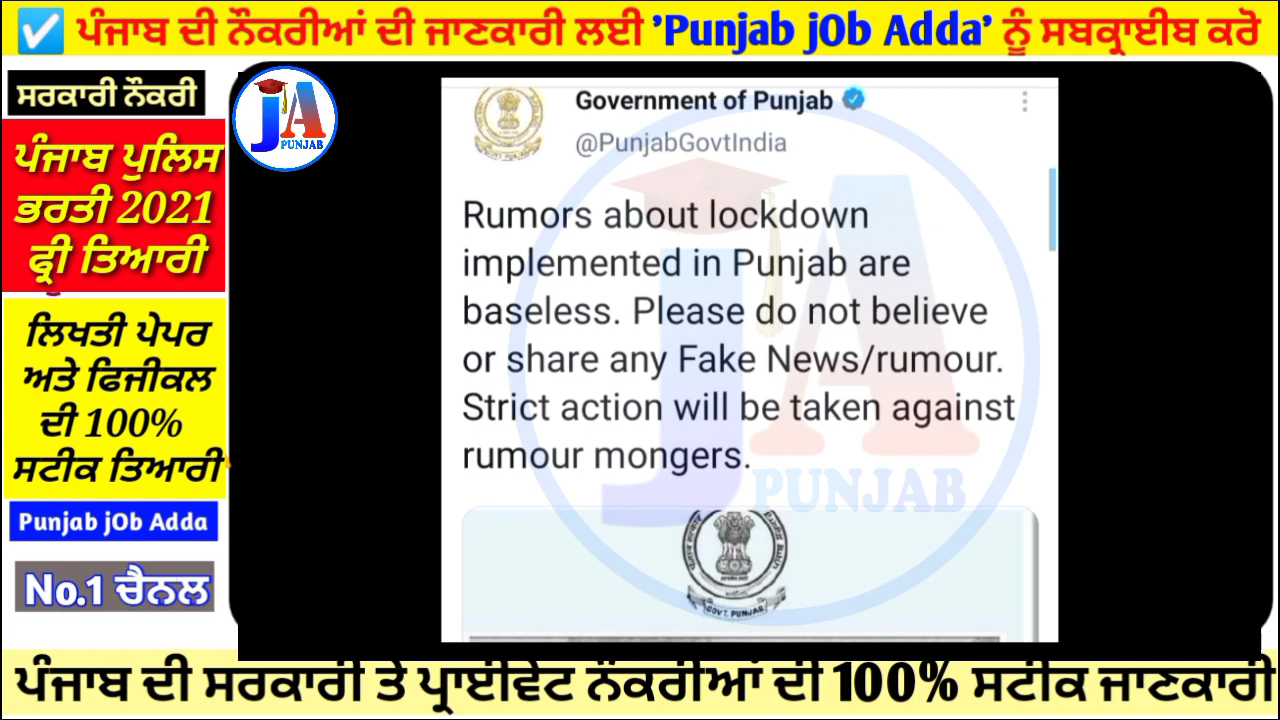 ✅ ਪੰਜਾਬ ਦੀ ਨੌਕਰੀਆਂ ਦੀ ਜਾਣਕਾਰੀ ਲਈ 'Punjab jOb Adda' ਨੂੰ ਸਬਕ੍ਰਾਈਬ ਕਰੋ
ਸਰਕਾਰੀ ਨੌਕਰੀ
ਪੰਜਾਬ ਪੁਲਿਸ
ਭਰਤੀ 2021
ਫ੍ਰੀ ਤਿਆਰੀ
ਲਿਖਤੀ ਪੇਪਰ
ਅਤੇ ਫਿਜੀਕਲ
ਦੀ 100%
ਸਟੀਕ ਤਿਆਰੀ
Punjab jOb Adda
No.1 ਚੈਨਲ
JA
PUNJAB
Government of Punjab
@PunjabGovtIndia
Rumors about lockdown
implemented in Punjab are
baseless. Please do not believe
or share any Fake News/rumour.
Strict action will be taken against
rumour mongers.
JA
PUNJAB
GOVT. PUNJAB
ਪੰਜਾਬ ਦੀ ਸਰਕਾਰੀ ਤੇ ਪ੍ਰਾਈਵੇਟ ਨੌਕਰੀਆਂ ਦੀ 100% ਸਟੀਕ ਜਾਣਕਾਰੀ